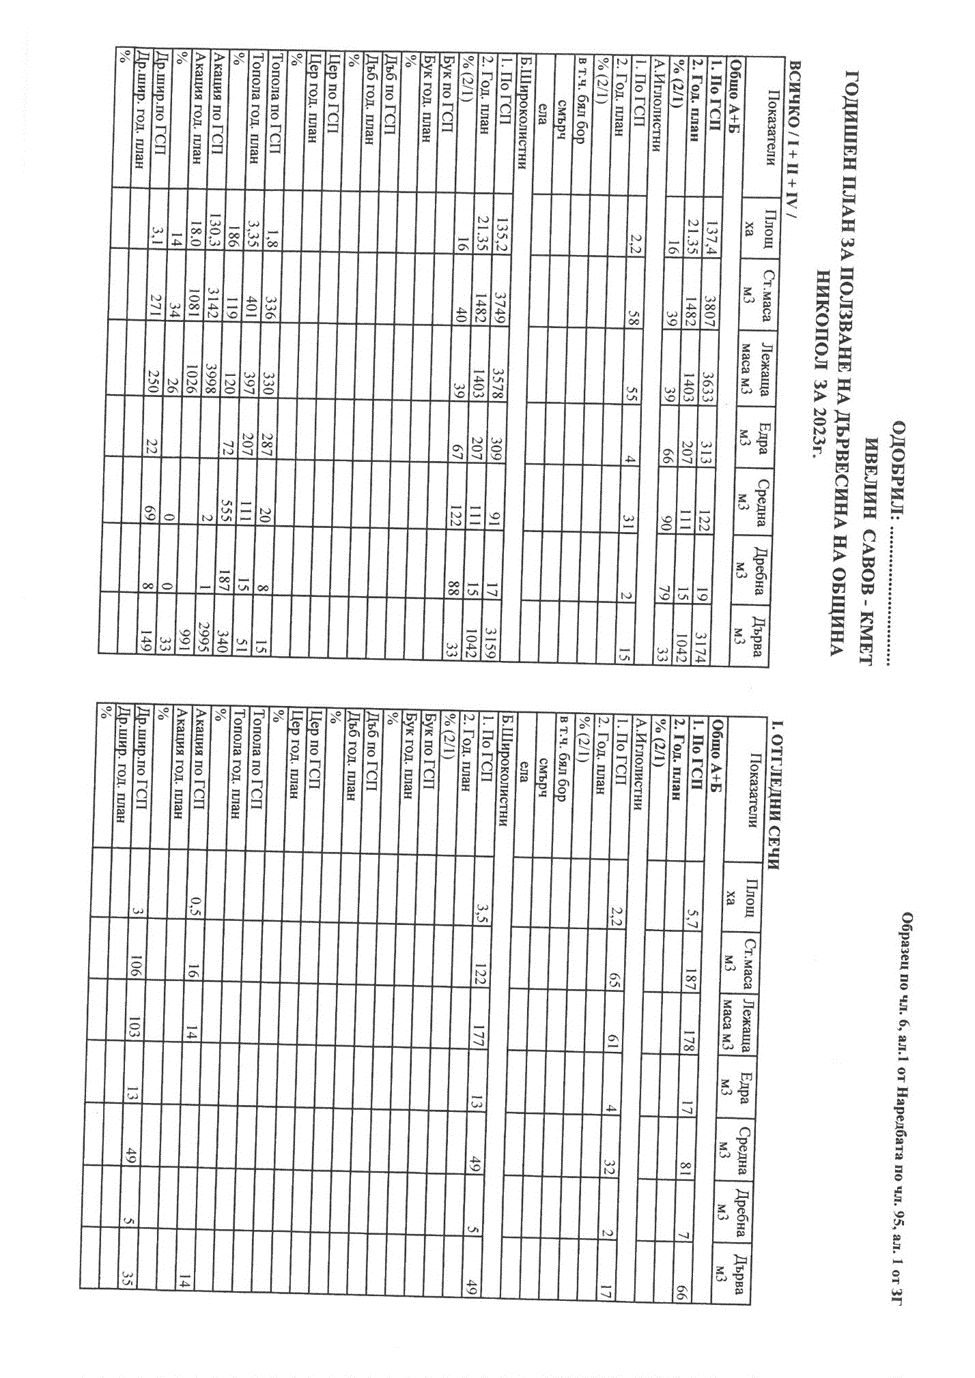 Образец по чл. 6, ал.1 от Наредбата по чл. 95, ал. 1 от ЗГ
ОДОБРИЛ: ................................
ИВЕЛИН САВОВ - КМЕТ
ГОДИШЕН ПЛАН ЗА ПОЛЗВАНЕ НА ДЪРВЕСИНА НА ОБЩИНА
НИКОПОЛ ЗА 2023г.
ВСИЧКО / I + II + IV /
Показатели Площ ха Ст.маса м3 Лежаща маса м3 Едра м3 Средна м3 Дребна м3 Дърва м3
Общо А+Б
1. По ГСП 137,4 3807 3633 313 122 19 3174
2. Год. план 21.35 1482 1403 207 111 15 1042
% (2/1) 16 39 39 66 90 79 33
А.Иглолистни
1. По ГСП 2,2 58 55 4 31 2 15
2. Год. план
% (2/1)
в т.ч. бял бор
смърч
ела
Б.Широколистни
1. По ГСП 135,2 3749 3578 309 91 17 3159
2. Год. план 21.35 1482 1403 207 111 15 1042
% (2/1) 16 40 39 67 122 88 33
Бук по ГСП
Бук год. план
%
Дъб по ГСП
Дъб год. план
%
Цер по ГСП
Цер год. план
%
Топола по ГСП 1,8 336 330 287 20 8 15
Топола год. план 3,35 401 397 207 111 15 51
% 186 119 120 72 555 187 340
Акация по ГСП 130,3 3142 3998 2 1 2995
Акация год. план 18.0 1081 1026 991
% 14 34 26 0 0 33
Др.шир.по ГСП 3,1 271 250 22 69 8 149
Др.шир. год. план
%
I. ОТГЛЕДНИ СЕЧИ
Показатели Площ ха Ст.маса м3 Лежаща маса м3 Едра м3 Средна м3 Дребна м3 Дърва м3
Общо А+Б
1. По ГСП 5,7 187 178 17 81 7 66
2. Год. план
% (2/1)
А.Иглолистни
1. По ГСП 2,2 65 61 4 32 2 17
2. Год. план
% (2/1)
в т.ч. бял бор
смърч
ела
Б.Широколистни
1. По ГСП 3,5 122 177 13 49 5 49
2. Год. план
% (2/1)
Бук по ГСП
Бук год. план
%
Дъб по ГСП
Дъб год. план
%
Цер по ГСП
Цер год. план
%
Топола по ГСП
Топола год. план
%
Акация по ГСП 0,5 16 14 14
Акация год. план
%
Др.шир.по ГСП 3 106 103 13 49 5 35
Др.шир. год. план
%